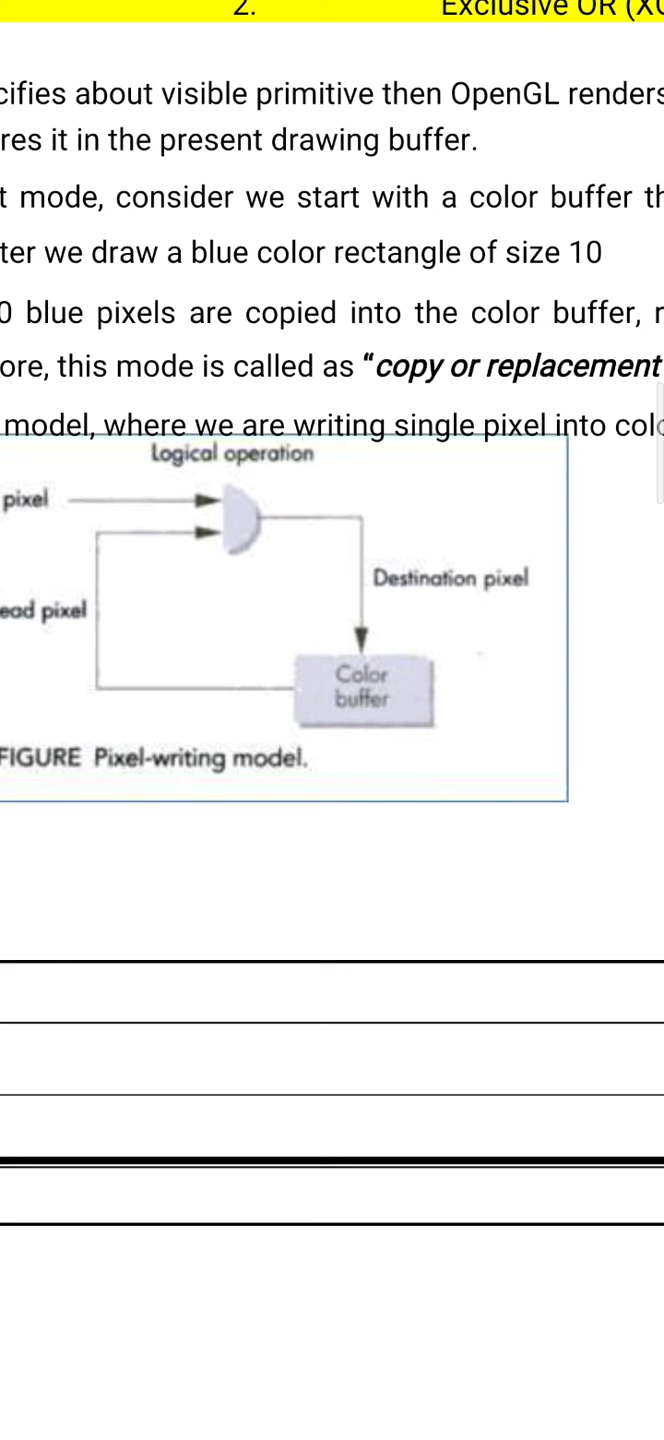 2. Exclusive OR (XO
cifies about visible primitive then OpenGL renders
res it in the present drawing buffer.
t mode, consider we start with a color buffer th
ter we draw a blue color rectangle of size 10
0 blue pixels are copied into the color buffer, r
ore, this mode is called as “copy or replacement
model, where we are writing single pixel into colo
Logical operation
pixel
Destination pixel
ead pixel
Color
buffer
FIGURE Pixel-writing model.